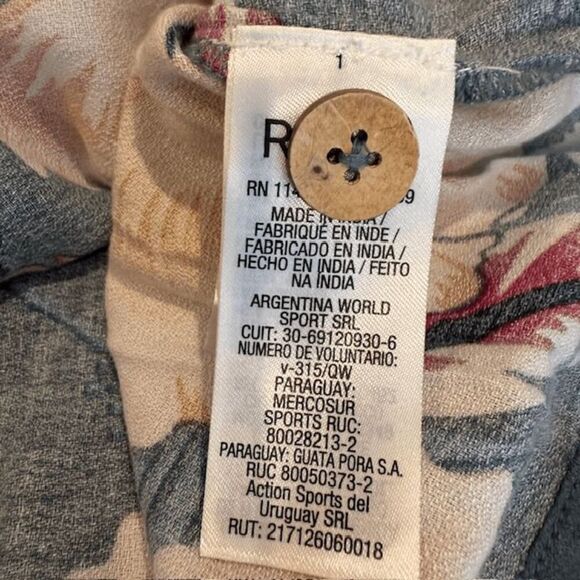 1
R
RN 114 9
MADE IN INDIA /
FABRIQUE EN INDE /
FABRICADO EN INDIA /
HECHO EN INDIA / FEITO
NA ÍNDIA
ARGENTINA WORLD
SPORT SRL
CUIT: 30-69120930-6
NUMERO DE VOLUNTARIO:
v-315/QW
PARAGUAY:
MERCOSUR
SPORTS RUC:
80028213-2
PARAGUAY: GUATA PORA S.A.
RUC 80050373-2
Action Sports del
Uruguay SRL
RUT: 217126060018